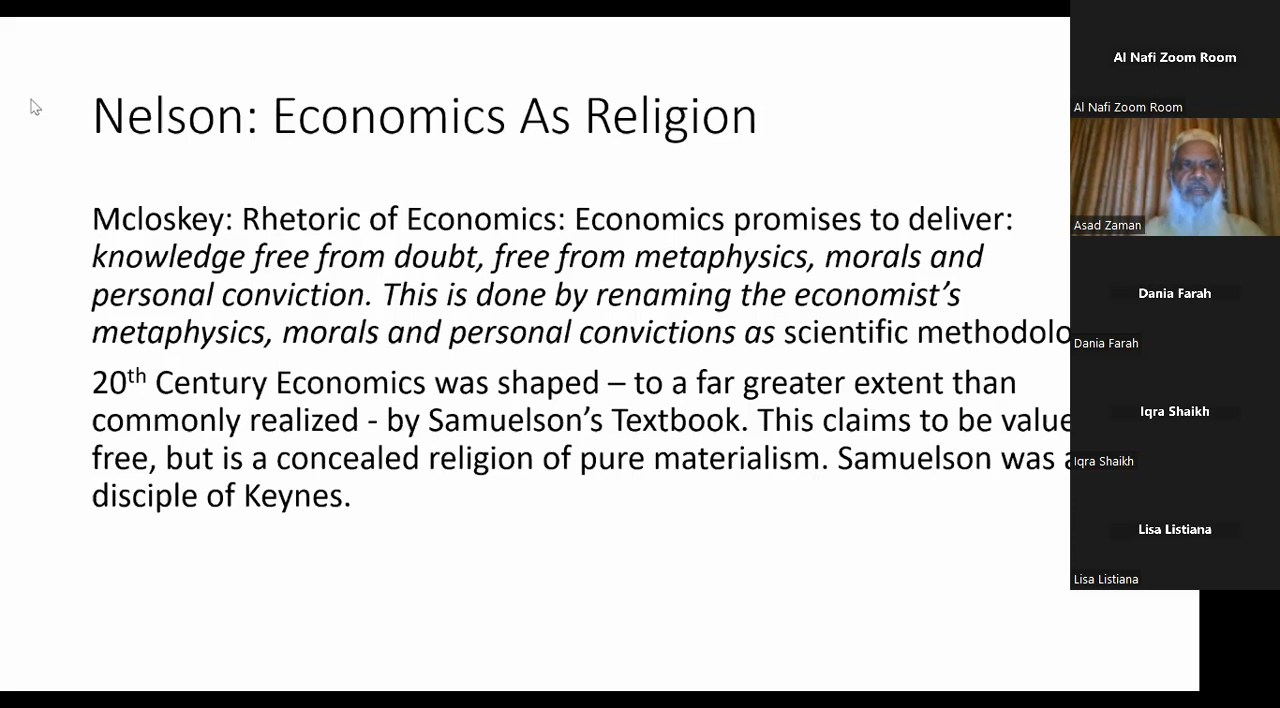 Nelson: Economics As Religion
Mcloskey: Rhetoric of Economics: Economics promises to deliver:
knowledge free from doubt, free from metaphysics, morals and
personal conviction. This is done by renaming the economist's
metaphysics, morals and personal convictions as scientific methodolo
20th Century Economics was shaped – to a far greater extent than
commonly realized - by Samuelson's Textbook. This claims to be value
free, but is a concealed religion of pure materialism. Samuelson was
disciple of Keynes.
Al Nafi Zoom Room
Al Nafi Zoom Room
Asad Zaman
Dania Farah
Dania Farah
Iqra Shaikh
Iqra Shaikh
Lisa Listiana
Lisa Listiana